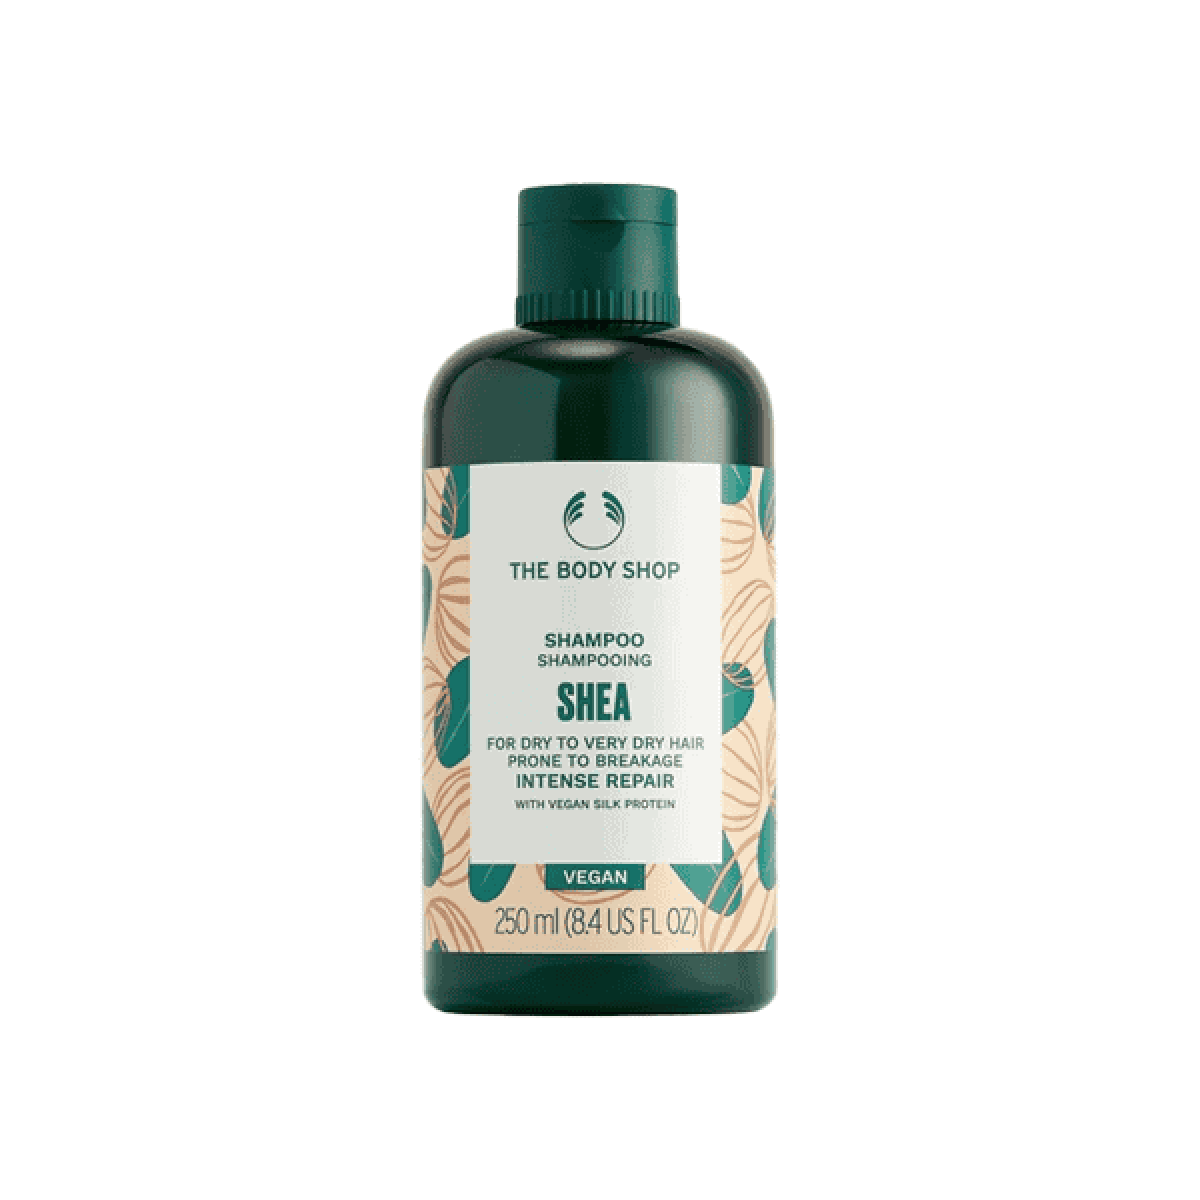 THE BODY SHOP
SHAMPOO
SHAMPOOING
SHEA
FOR DRY TO VERY DRY HAIR
PRONE TO BREAKAGE
INTENSE REPAIR
WITH VEGAN SILK PROTEIN
VEGAN
250 ml (8.4 US FL OZ)